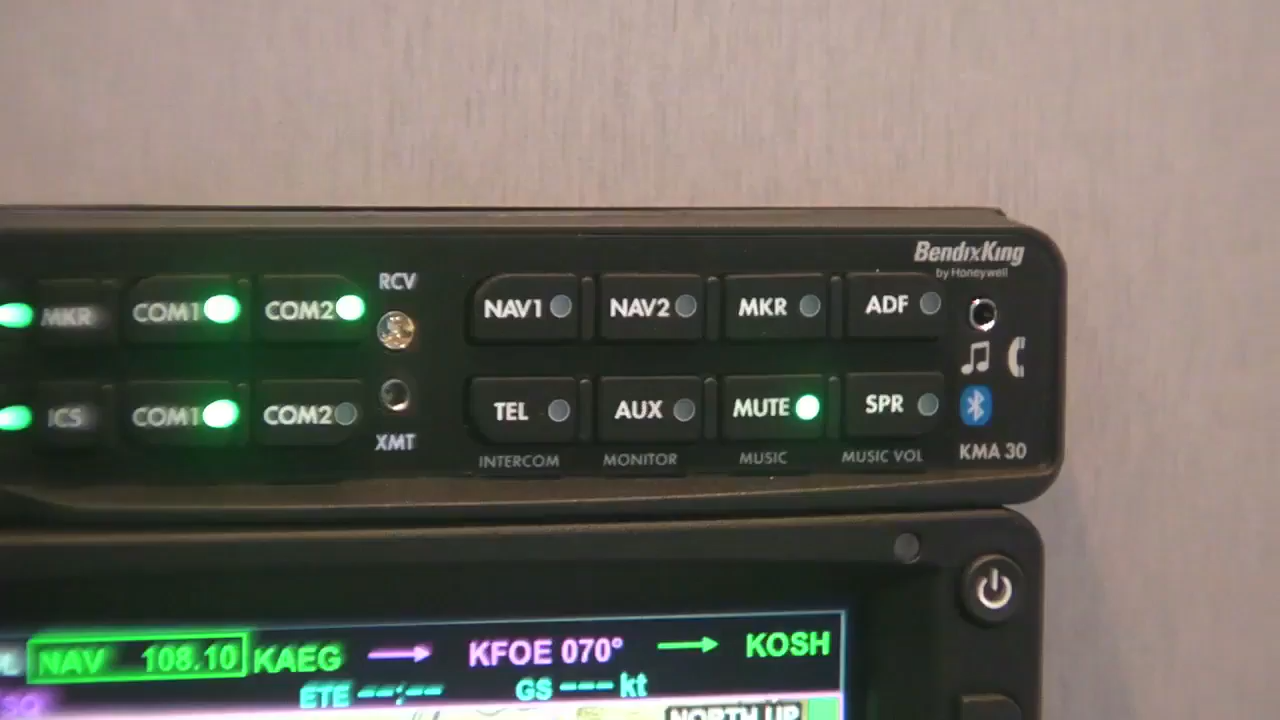 BendixKing
by Honeywell
RCV
MKR COM1 COM2 NAV1 NAV2 MKR ADF
ICS COM1 COM2 TEL AUX MUTE SPR
XMT
INTERCOM MONITOR MUSIC MUSIC VOL
KMA 30
NAV 108.10 KAEG KFOE 070° KOSH
ETE --:-- GS --- kt
NORTH UP